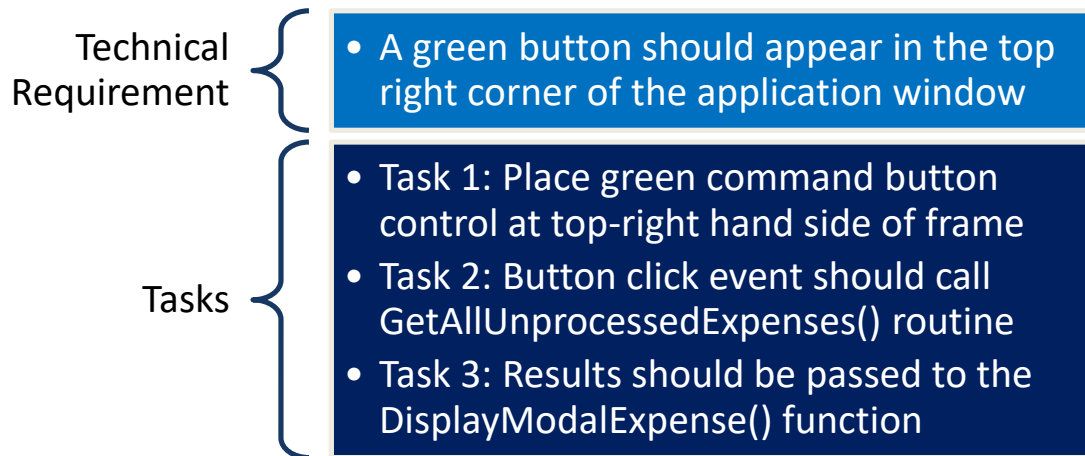 Technical
Requirement
• A green button should appear in the top
right corner of the application window
Tasks
• Task 1: Place green command button
control at top-right hand side of frame
• Task 2: Button click event should call
GetAllUnprocessedExpenses() routine
• Task 3: Results should be passed to the
DisplayModalExpense() function